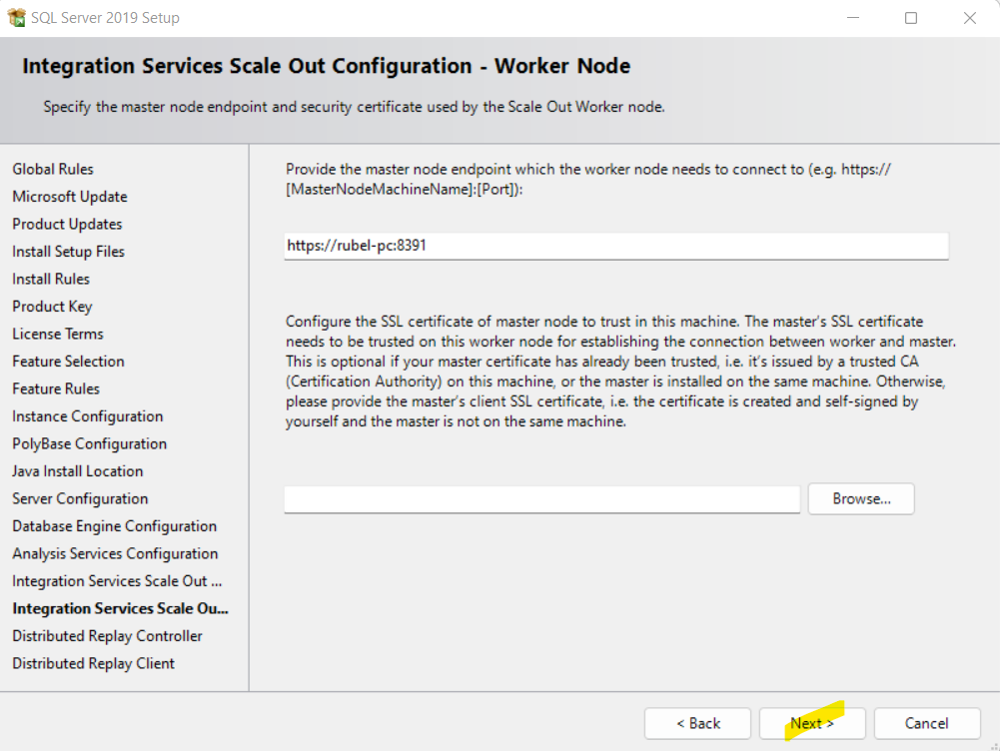 SQL Server 2019 Setup
Integration Services Scale Out Configuration - Worker Node
Specify the master node endpoint and security certificate used by the Scale Out Worker node.
Global Rules
Microsoft Update
Product Updates
Install Setup Files
Install Rules
Product Key
License Terms
Feature Selection
Feature Rules
Instance Configuration
PolyBase Configuration
Java Install Location
Server Configuration
Database Engine Configuration
Analysis Services Configuration
Integration Services Scale Out ...
Integration Services Scale Ou...
Distributed Replay Controller
Distributed Replay Client
Provide the master node endpoint which the worker node needs to connect to (e.g. https://
[MasterNodeMachineName]:[Port]):
https://rubel-pc:8391
Configure the SSL certificate of master node to trust in this machine. The master's SSL certificate
needs to be trusted on this worker node for establishing the connection between worker and master.
This is optional if your master certificate has already been trusted, i.e. it's issued by a trusted CA
(Certification Authority) on this machine, or the master is installed on the same machine. Otherwise,
please provide the master's client SSL certificate, i.e. the certificate is created and self-signed by
yourself and the master is not on the same machine.
Browse...
< Back
Next >
Cancel